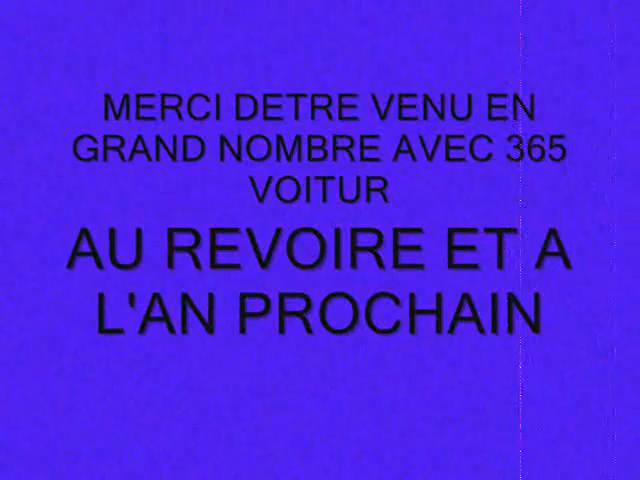 MERCI DETRE VENU EN
GRAND NOMBRE AVEC 365
VOITUR
AU REVOIRE ET A
L'AN PROCHAIN